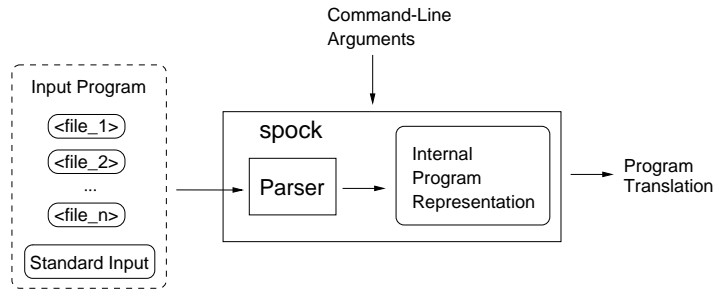 Command-Line
Arguments
Input Program
<file_1>
<file_2>
...
<file_n>
Standard Input
spock
Parser
Internal
Program
Representation
Program
Translation